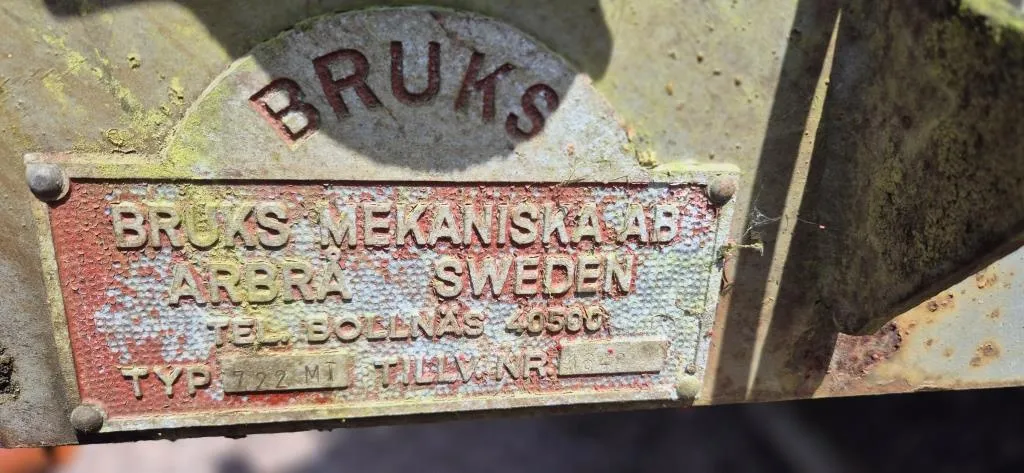 BRUKS
BRUKS MEKANISKA AB
ARBRÅ SWEDEN
TEL. BOLLNÄS 40500
TYP 722 MT TILLV. NR.